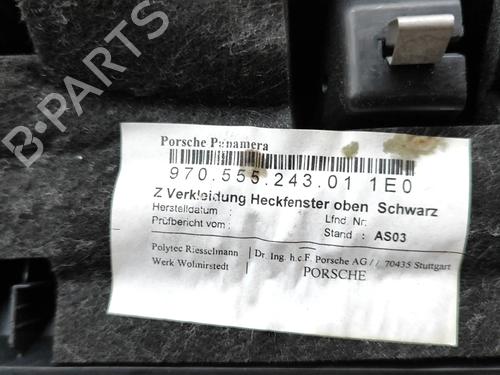 Porsche Panamera
970.555.243.01 1E0
Z Verkleidung Heckfenster oben Schwarz
Herstelldatum : Lfnd. Nr:
Prüfbericht vom : Stand : AS03
Polytec Riesselmann Dr. Ing. h.c.F. Porsche AG / / 70435 Stuttgart
Werk Wolmirstedt PORSCHE
B-PARTS